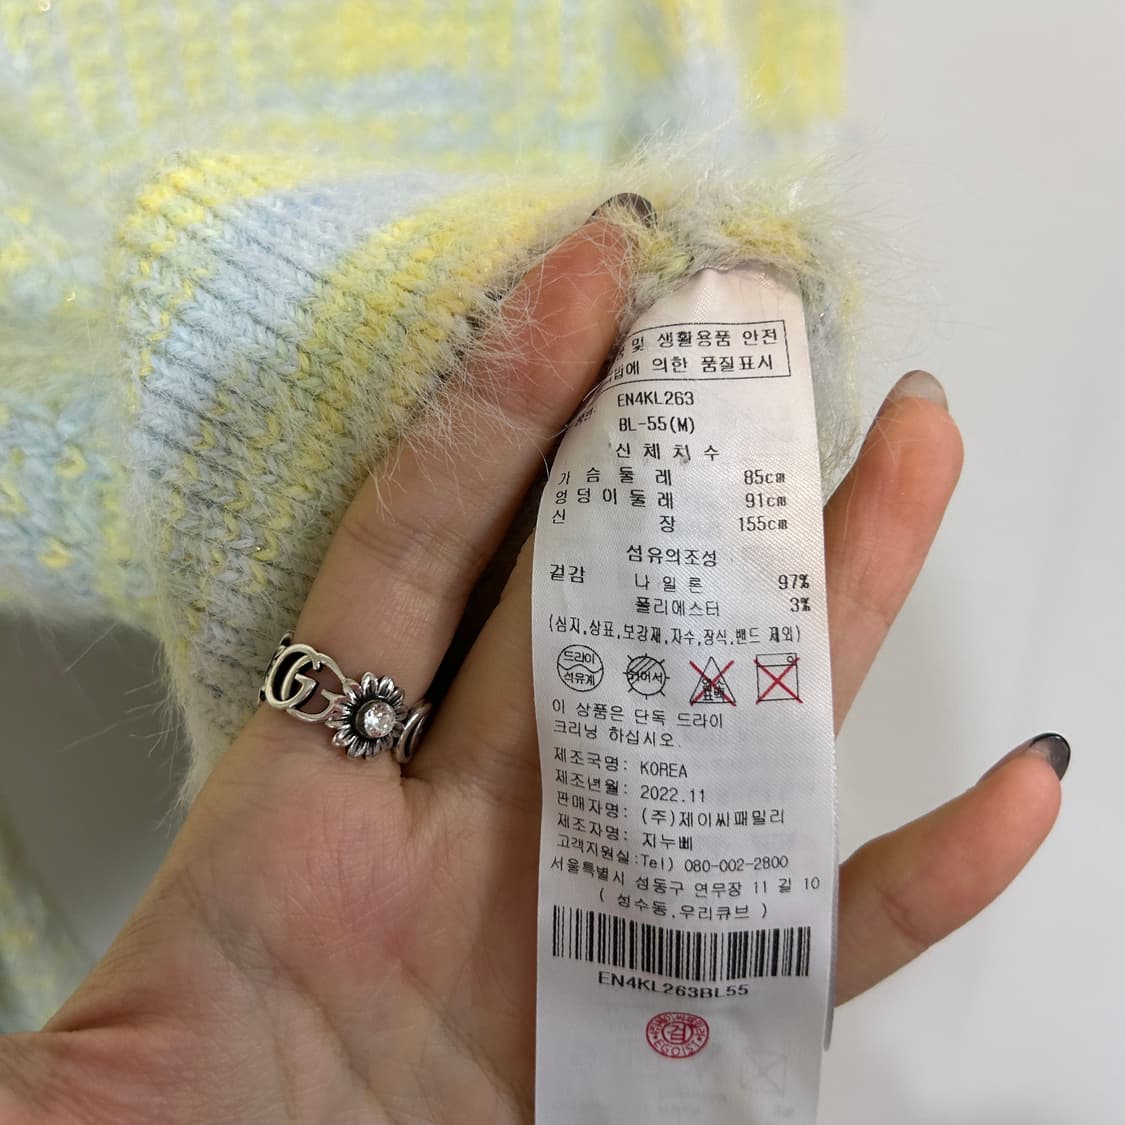 및 생활용품 안전
법에 의한 품질표시
EN4KL263
BL-55(M)
신체치수
가슴둘레 85cm
엉덩이둘레 91cm
신장 155cm
섬유의조성
겉감 나일론 97%
폴리에스터 3%
(심지,상표,보강재,자수,장식,밴드 제외)
드라이
석유계
이 상품은 단독 드라이
크리닝 하십시오.
제조국명: KOREA
제조년월: 2022.11
판매자명: (주)제이씨패밀리
제조자명: 지누삐
고객지원실:Tel) 080-002-2800
서울특별시 성동구 연무장 11 길 10
( 성수동,우리큐브 )
EN4KL263BL55
검
EGOIST